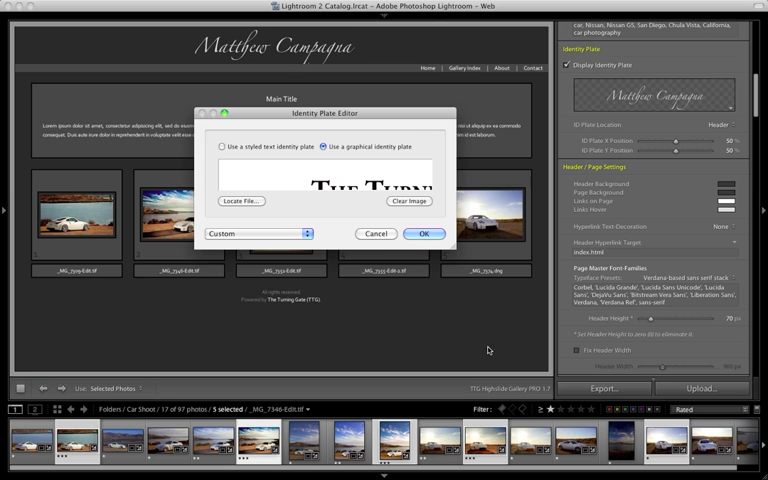 Lightroom 2 Catalog.lrcat - Adobe Photoshop Lightroom - Web
Matthew Campagna
Home | Gallery Index | About | Contact
Main Title
Identity Plate Editor
Use a styled text identity plate
Use a graphical identity plate
THE TURN
Locate File...
Clear Image
Custom
Cancel
OK
_MG_7374.dng
All rights reserved.
Powered by The Turning Gate (TTG)
car, Nissan, Nissan GS, San Diego, Chula Vista, California,
car photography
Identity Plate
Display Identity Plate
Matthew Campagna
ID Plate Location Header
ID Plate X Position 50 %
ID Plate Y Position 50 %
Header / Page Settings
Header Background
Page Background
Links on Page
Links Hover
Hyperlink Text-Decoration None
Header Hyperlink Target
index.html
Page Master Font-Families
Typeface Presets: Verdana-based sans serif stack
Corbel, 'Lucida Grande', 'Lucida Sans Unicode', 'Lucida
Sans', 'DejaVu Sans', 'Bitstream Vera Sans', 'Liberation Sans',
Verdana, 'Verdana Ref', sans-serif
Header Height * 70 px
*Set Header Height to zero (0) to eliminate it.
Fix Header Width
Header Width 980 px
Export...
Upload...
Use: Selected Photos
TTG Highslide Gallery PRO 1.7
1 2
Folders / Car Shoot / 17 of 97 photos / 5 selected / _MG_7346-Edit.tif
Filter:
Rated